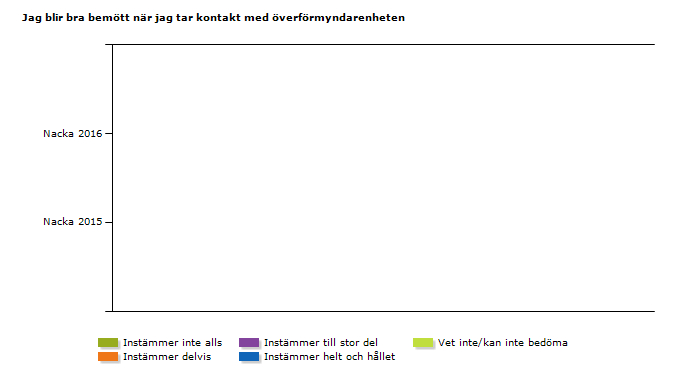 Jag blir bra bemött när jag tar kontakt med överförmyndarenheten
Nacka 2016
Nacka 2015
Instämmer inte alls
Instämmer till stor del
Vet inte/kan inte bedöma
Instämmer delvis
Instämmer helt och hållet